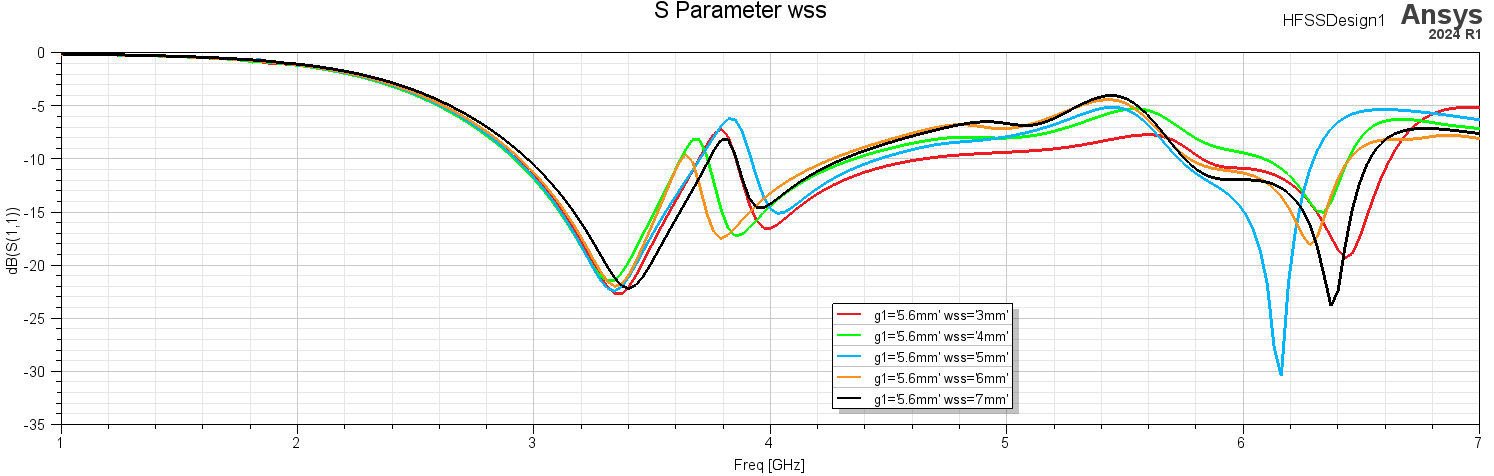 S Parameter wss
HFSSDesign1
Ansys
2024 R1
0
-5
-10
-15
-20
-25
-30
-35
dB(S(1,1))
g1='5.6mm' wss='3mm'
g1='5.6mm' wss='4mm'
g1='5.6mm' wss='5mm'
g1='5.6mm' wss='6mm'
g1='5.6mm' wss='7mm'
1 2 3 4 5 6 7
Freq [GHz]